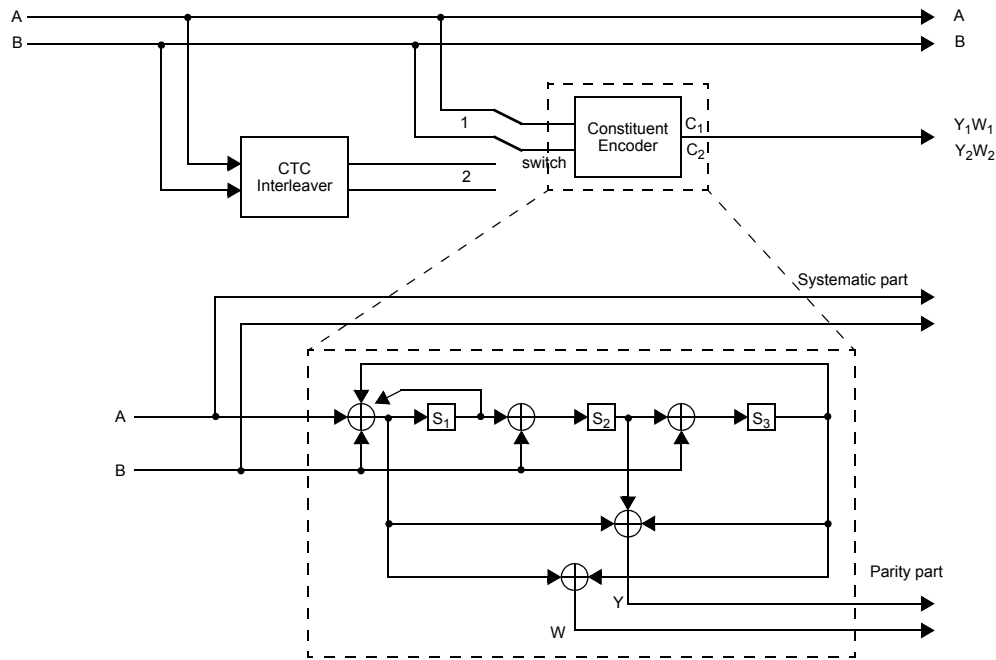 A
A
B
B
1
Constituent
Encoder
C1
C2
Y1W1
Y2W2
switch
CTC
Interleaver
2
Systematic part
A
S1
S2
S3
B
Parity part
Y
W